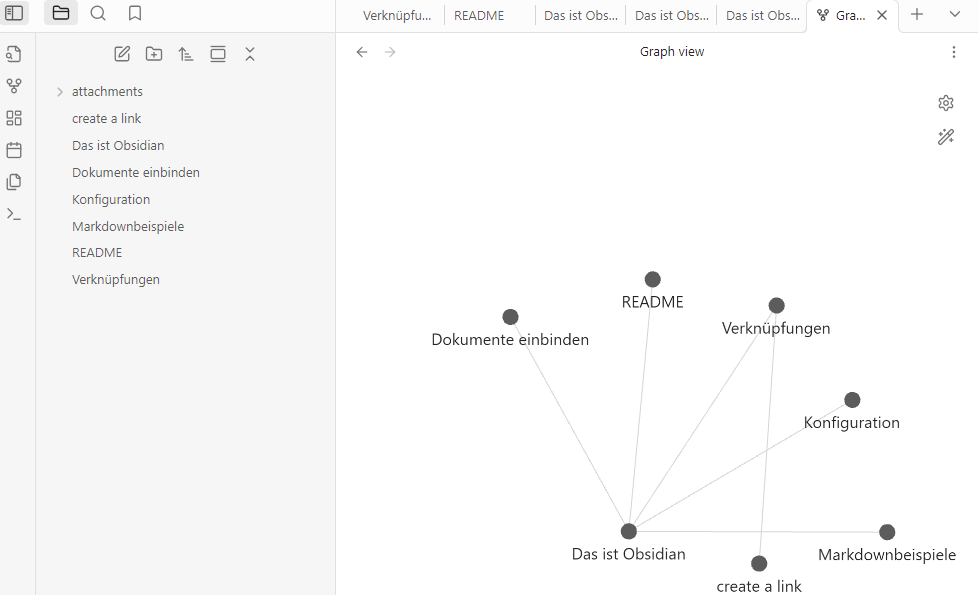 Verknüpfu...
README
Das ist Obs...
Das ist Obs...
Das ist Obs...
Gra...
Graph view
attachments
create a link
Das ist Obsidian
Dokumente einbinden
Konfiguration
Markdownbeispiele
README
Verknüpfungen
README
Verknüpfungen
Dokumente einbinden
Konfiguration
Das ist Obsidian
Markdownbeispiele
create a link